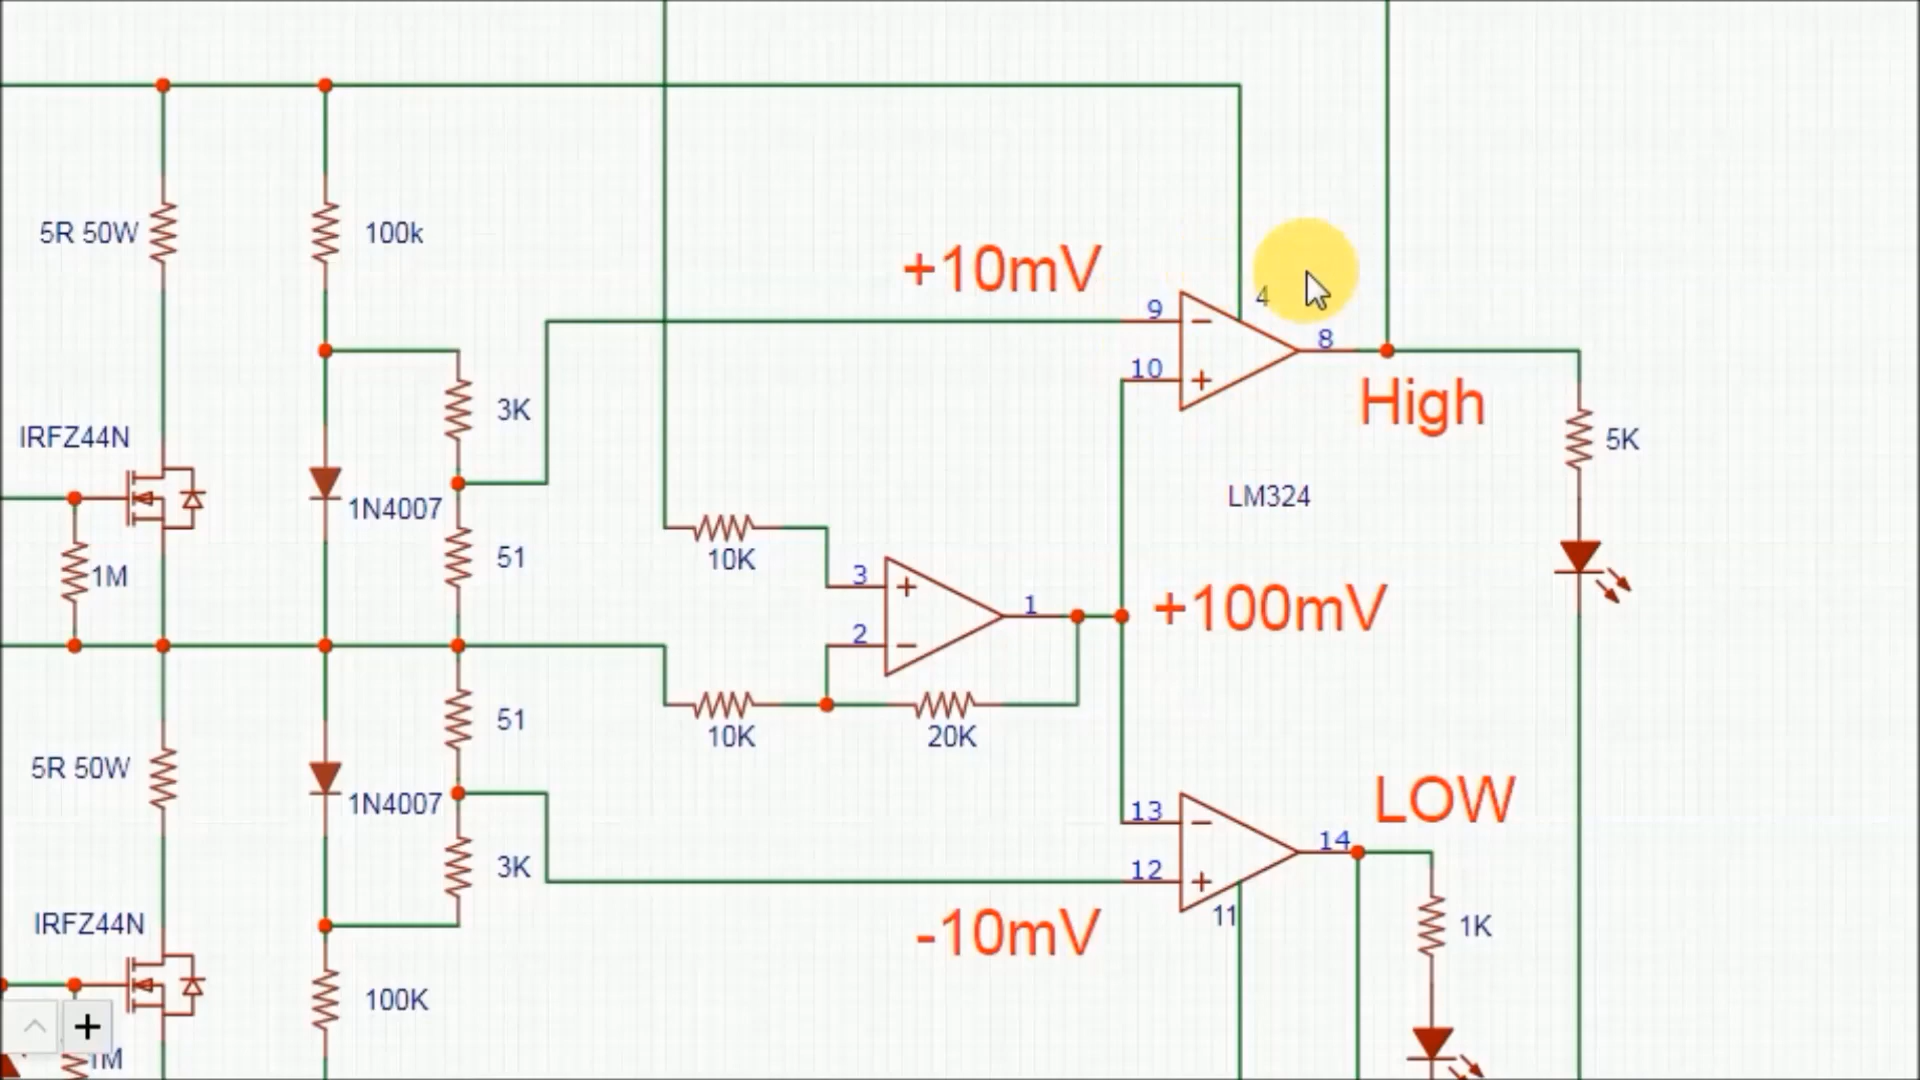 5R 50W
100k
+10mV
4
9
8
10
High
3K
IRFZ44N
5K
LM324
1N4007
51
10K
3
1M
1
+100mV
2
51
10K
20K
5R 50W
1N4007
LOW
13
14
3K
12
11
IRFZ44N
-10mV
1K
100K
+
1M